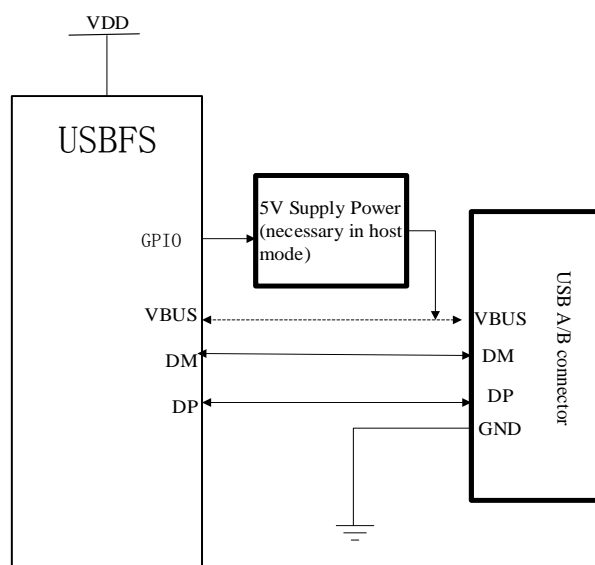 VDD
USBFS
5V Supply Power
(necessary in host
mode)
GPIO
VBUS
DM
DP
VBUS
DM
DP
GND
USB A/B connector